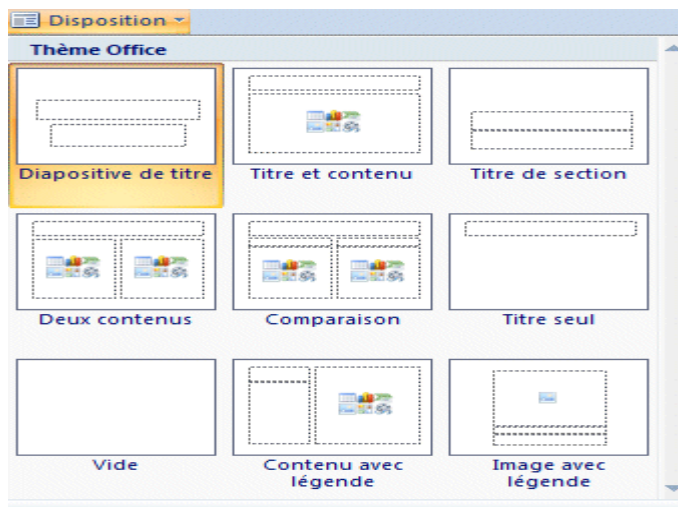 Disposition
Thème Office
Diapositive de titre
Titre et contenu
Titre de section
Deux contenus
Comparaison
Titre seul
Vide
Contenu avec
légende
Image avec
légende